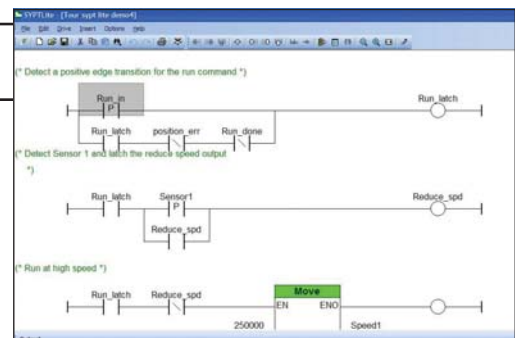 SYPTLite - [Tour sypt lite demo4]
File Edit Drive Insert Options Help
(* Detect a positive edge transition for the run command *)
Run_in Run_latch
P
Run_latch position_err Run_done
(* Detect Sensor 1 and latch the reduce speed output
*)
Run_latch Sensor1 Reduce_spd
P
Reduce_spd
(* Run at high speed *)
Run_latch Reduce_spd Move
EN ENO
250000 Speed1